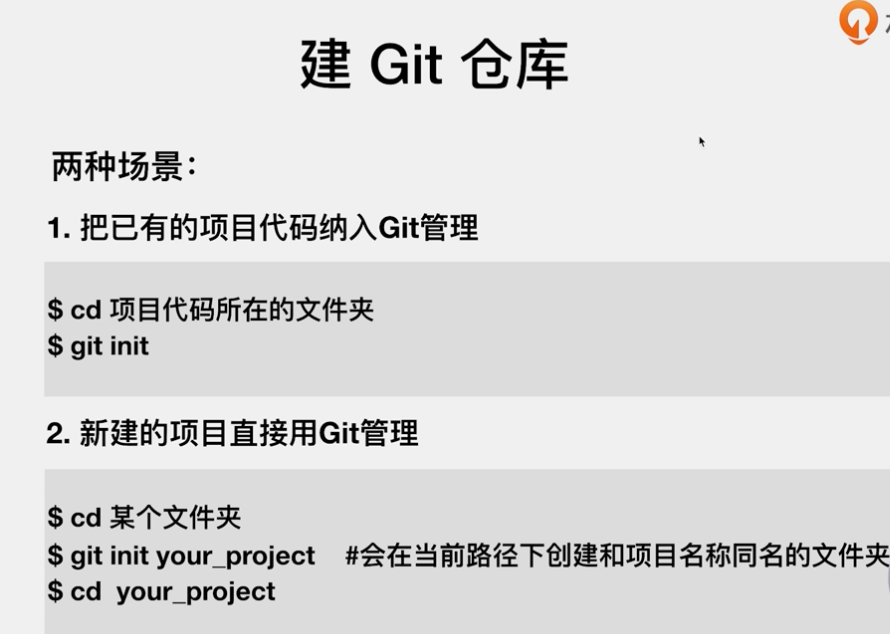 建 Git 仓库
两种场景：
1. 把已有的项目代码纳入Git管理
$ cd 项目代码所在的文件夹
$ git init
2. 新建的项目直接用Git管理
$ cd 某个文件夹
$ git init your_project #会在当前路径下创建和项目名称同名的文件夹
$ cd your_project